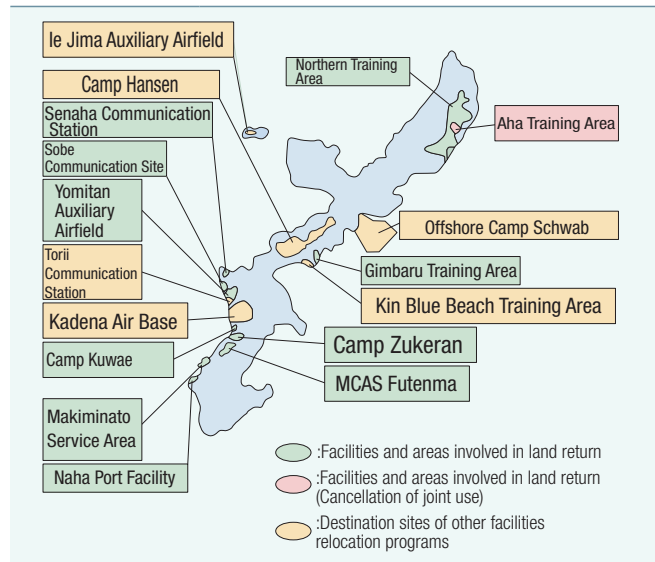 Ie Jima Auxiliary Airfield
Camp Hansen
Senaha Communication
Station
Sobe
Communication Site
Yomitan
Auxiliary
Airfield
Torii
Communication
Station
Kadena Air Base
Camp Kuwae
Makiminato
Service Area
Naha Port Facility
Northern Training
Area
Aha Training Area
Offshore Camp Schwab
Gimbaru Training Area
Kin Blue Beach Training Area
Camp Zukeran
MCAS Futenma
:Facilities and areas involved in land return
:Facilities and areas involved in land return
(Cancellation of joint use)
:Destination sites of other facilities
relocation programs